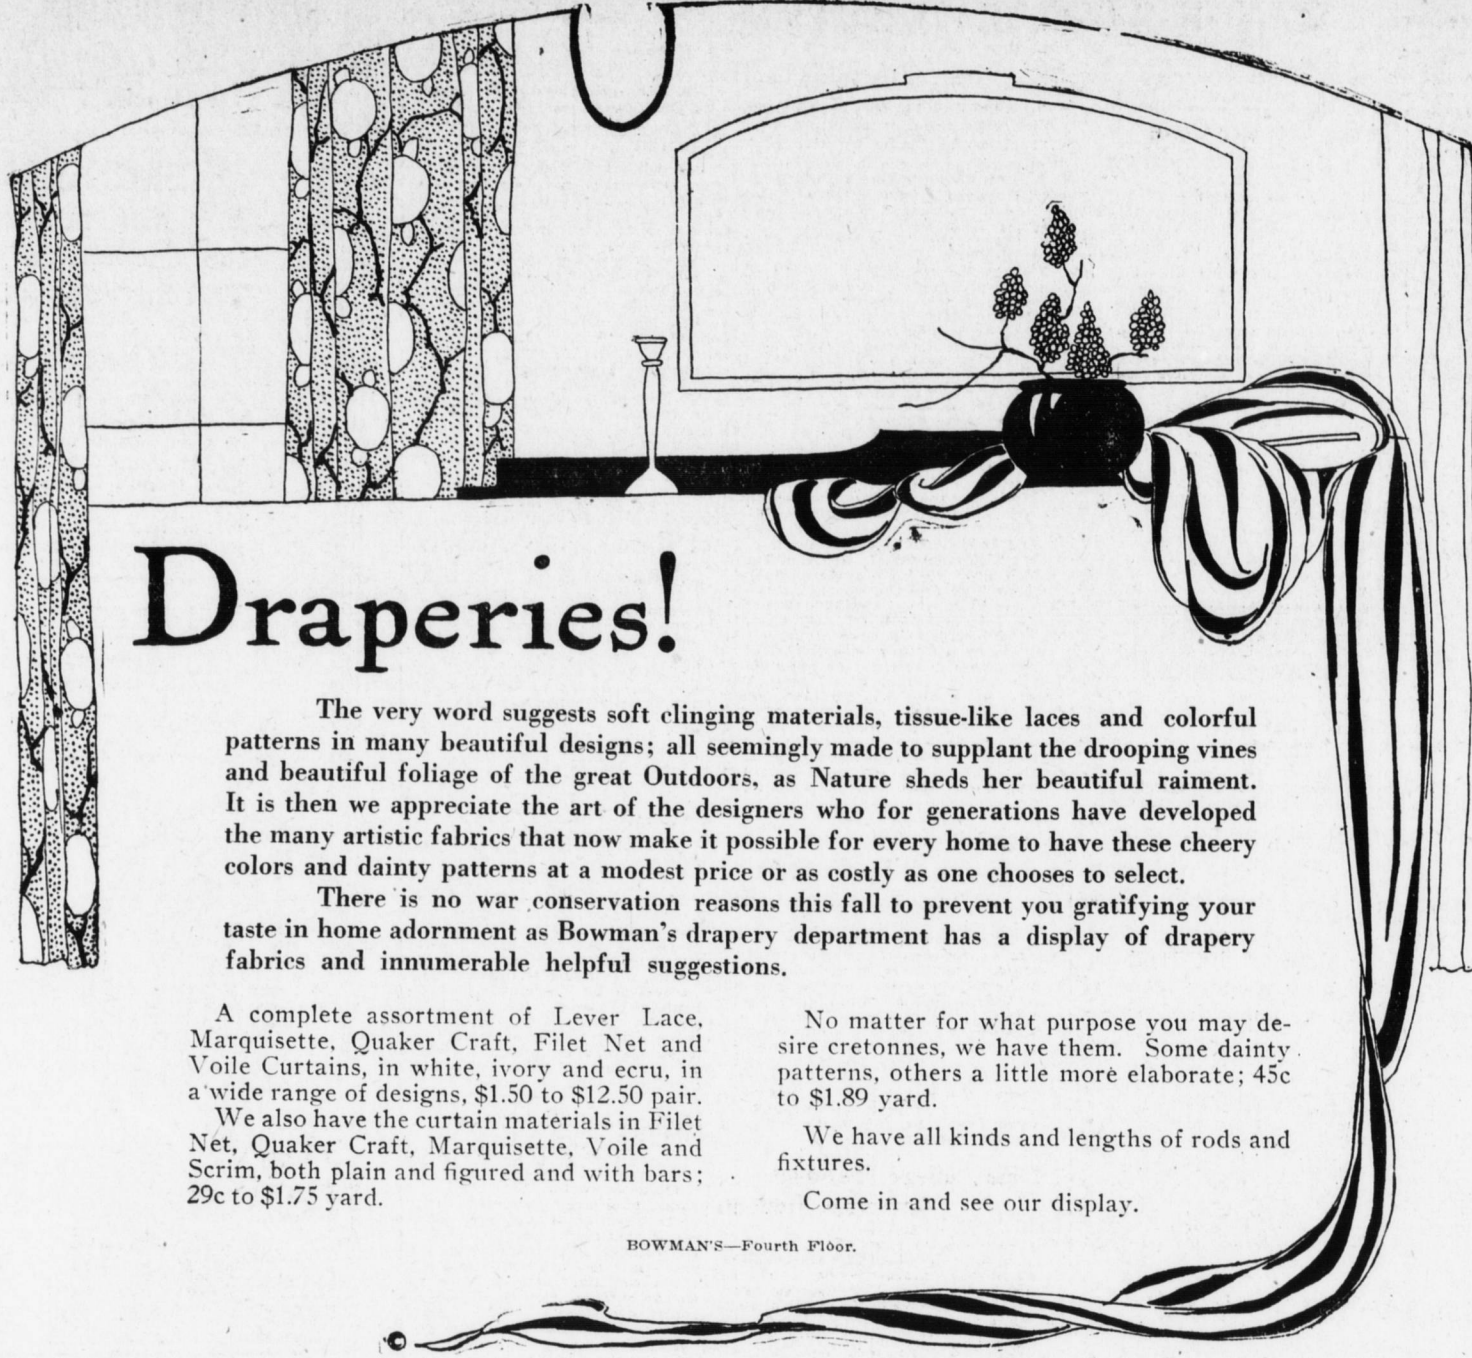 Draperies!
The very word suggests soft clinging materials, tissue-like laces and colorful
patterns in many beautiful designs; all seemingly made to supplant the drooping vines
and beautiful foliage of the great Outdoors, as Nature sheds her beautiful raiment.
It is then we appreciate the art of the designers who for generations have developed
the many artistic fabrics that now make it possible for every home to have these cheery
colors and dainty patterns at a modest price or as costly as one chooses to select.
There is no war conservation reasons this fall to prevent you gratifying your
taste in home adornment as Bowman's drapery department has a display of drapery
fabrics and innumerable helpful suggestions.
A complete assortment of Lever Lace,
Marquisette, Quaker Craft, Filet Net and
Voile Curtains, in white, ivory and ecru, in
a wide range of designs, $1.50 to $12.50 pair.
We also have the curtain materials in Filet
Net, Quaker Craft, Marquisette, Voile and
Scrim, both plain and figured and with bars;
29c to $1.75 yard.
No matter for what purpose you may de-
sire cretonnes, we have them. Some dainty
patterns, others a little more elaborate; 45c
to $1.89 yard.
We have all kinds and lengths of rods and
fixtures.
Come in and see our display.
BOWMAN'S—Fourth Floor.